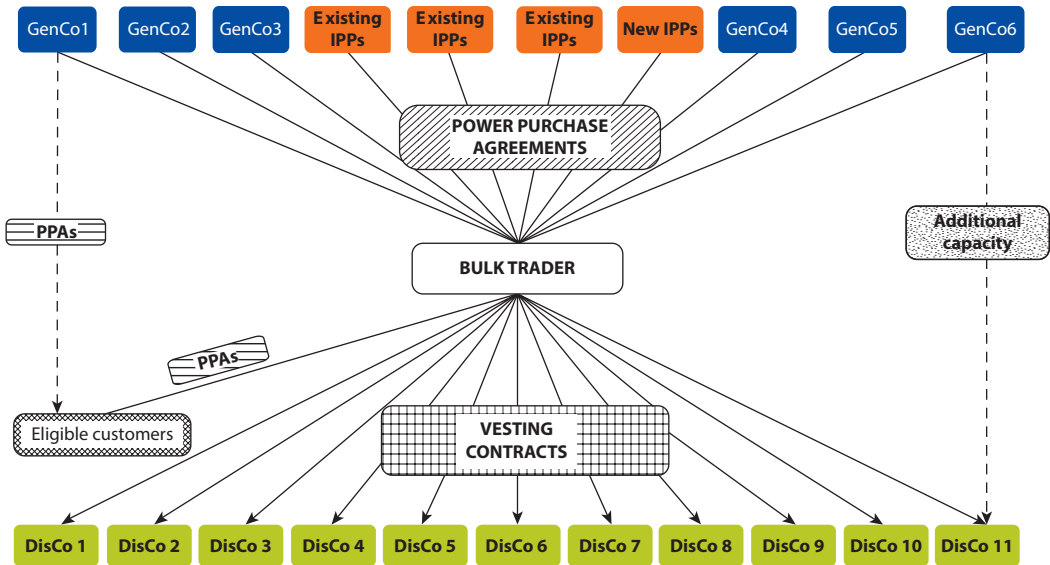 GenCo1
GenCo2
GenCo3
Existing
IPPs
Existing
IPPs
Existing
IPPs
New IPPs
GenCo4
GenCo5
GenCo6
POWER PURCHASE
AGREEMENTS
PPAs
Additional
capacity
BULK TRADER
PPAs
Eligible customers
VESTING
CONTRACTS
DisCo 1
DisCo 2
DisCo 3
DisCo 4
DisCo 5
DisCo 6
DisCo 7
DisCo 8
DisCo 9
DisCo 10
DisCo 11